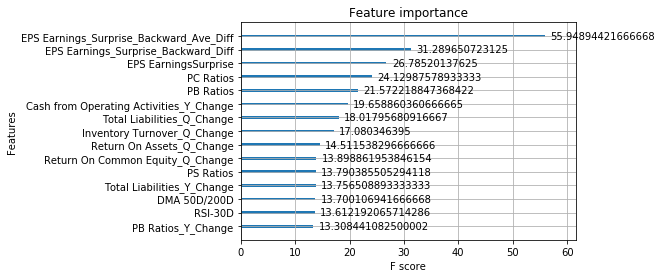 Feature importance
EPS Earnings_Surprise_Backward_Ave_Diff 55.94894421666668
EPS Earnings_Surprise_Backward_Diff 31.289650723125
EPS EarningsSurprise 26.78520137625
PC Ratios 24.12987578933333
PB Ratios 21.572218847368422
Cash from Operating Activities_Y_Change 19.658860360666665
Total Liabilities_Q_Change 18.01795680916667
Inventory Turnover_Q_Change 17.080346395
Return On Assets_Q_Change 14.511538296666666
Return On Common Equity_Q_Change 13.898861953846154
PS Ratios 13.790385505294118
Total Liabilities_Y_Change 13.756508893333333
DMA 50D/200D 13.700106941666668
RSI-30D 13.612192065714286
PB Ratios_Y_Change 13.308441082500002
Features
0 10 20 30 40 50 60
F score